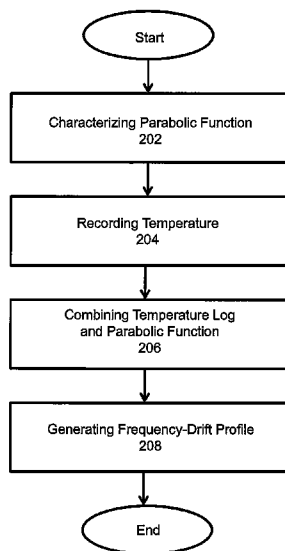 Start
Characterizing Parabolic Function
202
Recording Temperature
204
Combining Temperature Log
and Parabolic Function
206
Generating Frequency-Drift Profile
208
End